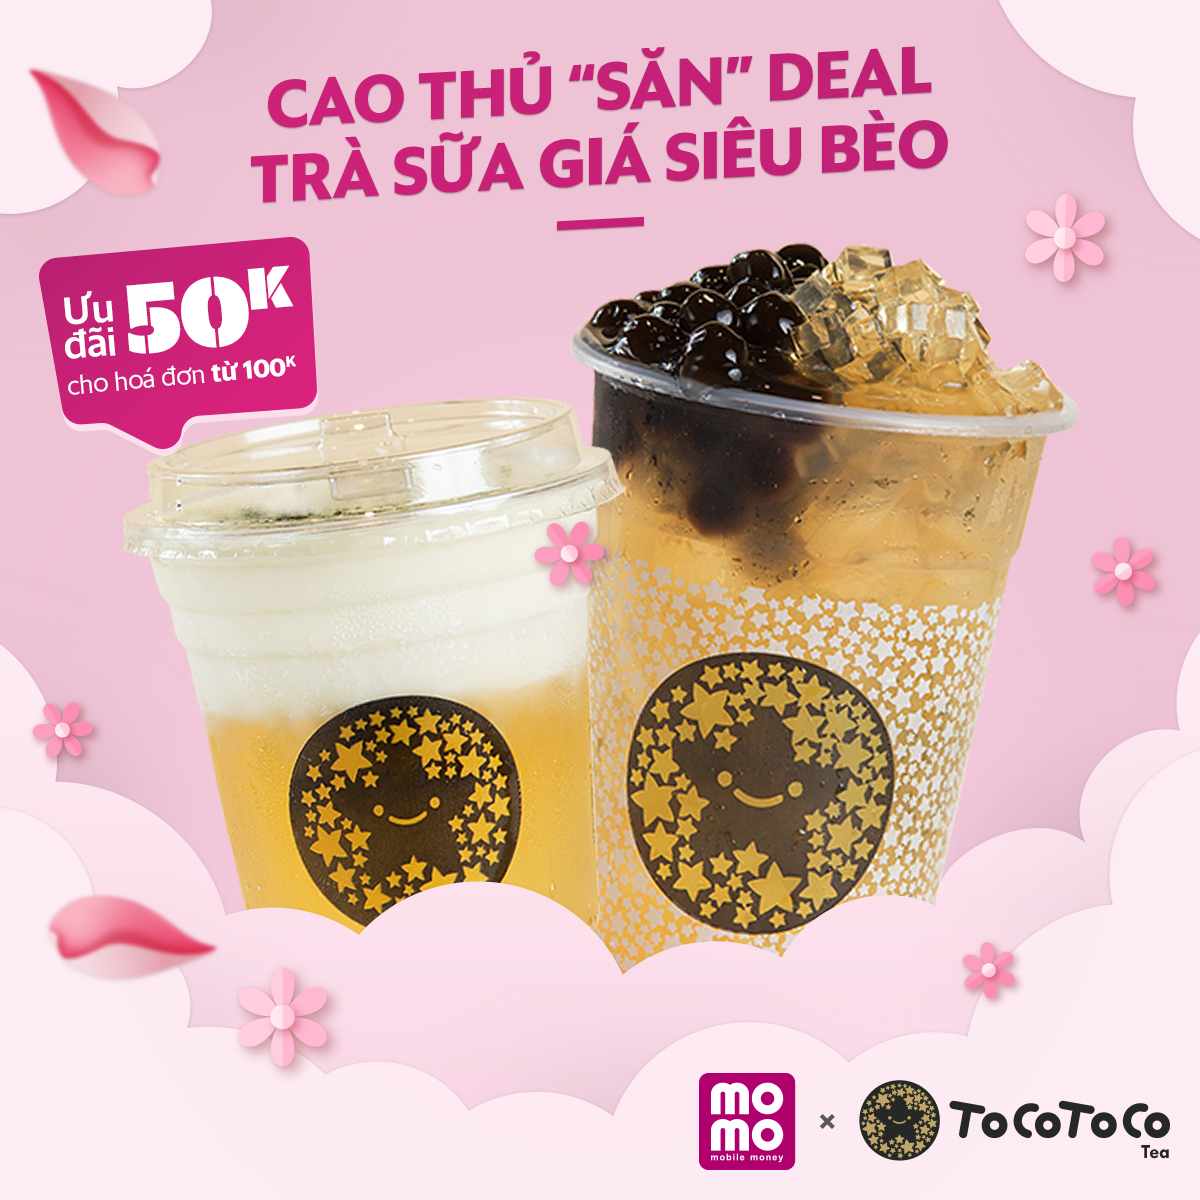 CAO THỦ “SĂN” DEAL
TRÀ SỮA GIÁ SIÊU BÈO
Ưu đãi 50K
cho hoá đơn từ 100K
mo
mo
mobile money
×
ToCoToCo
Tea